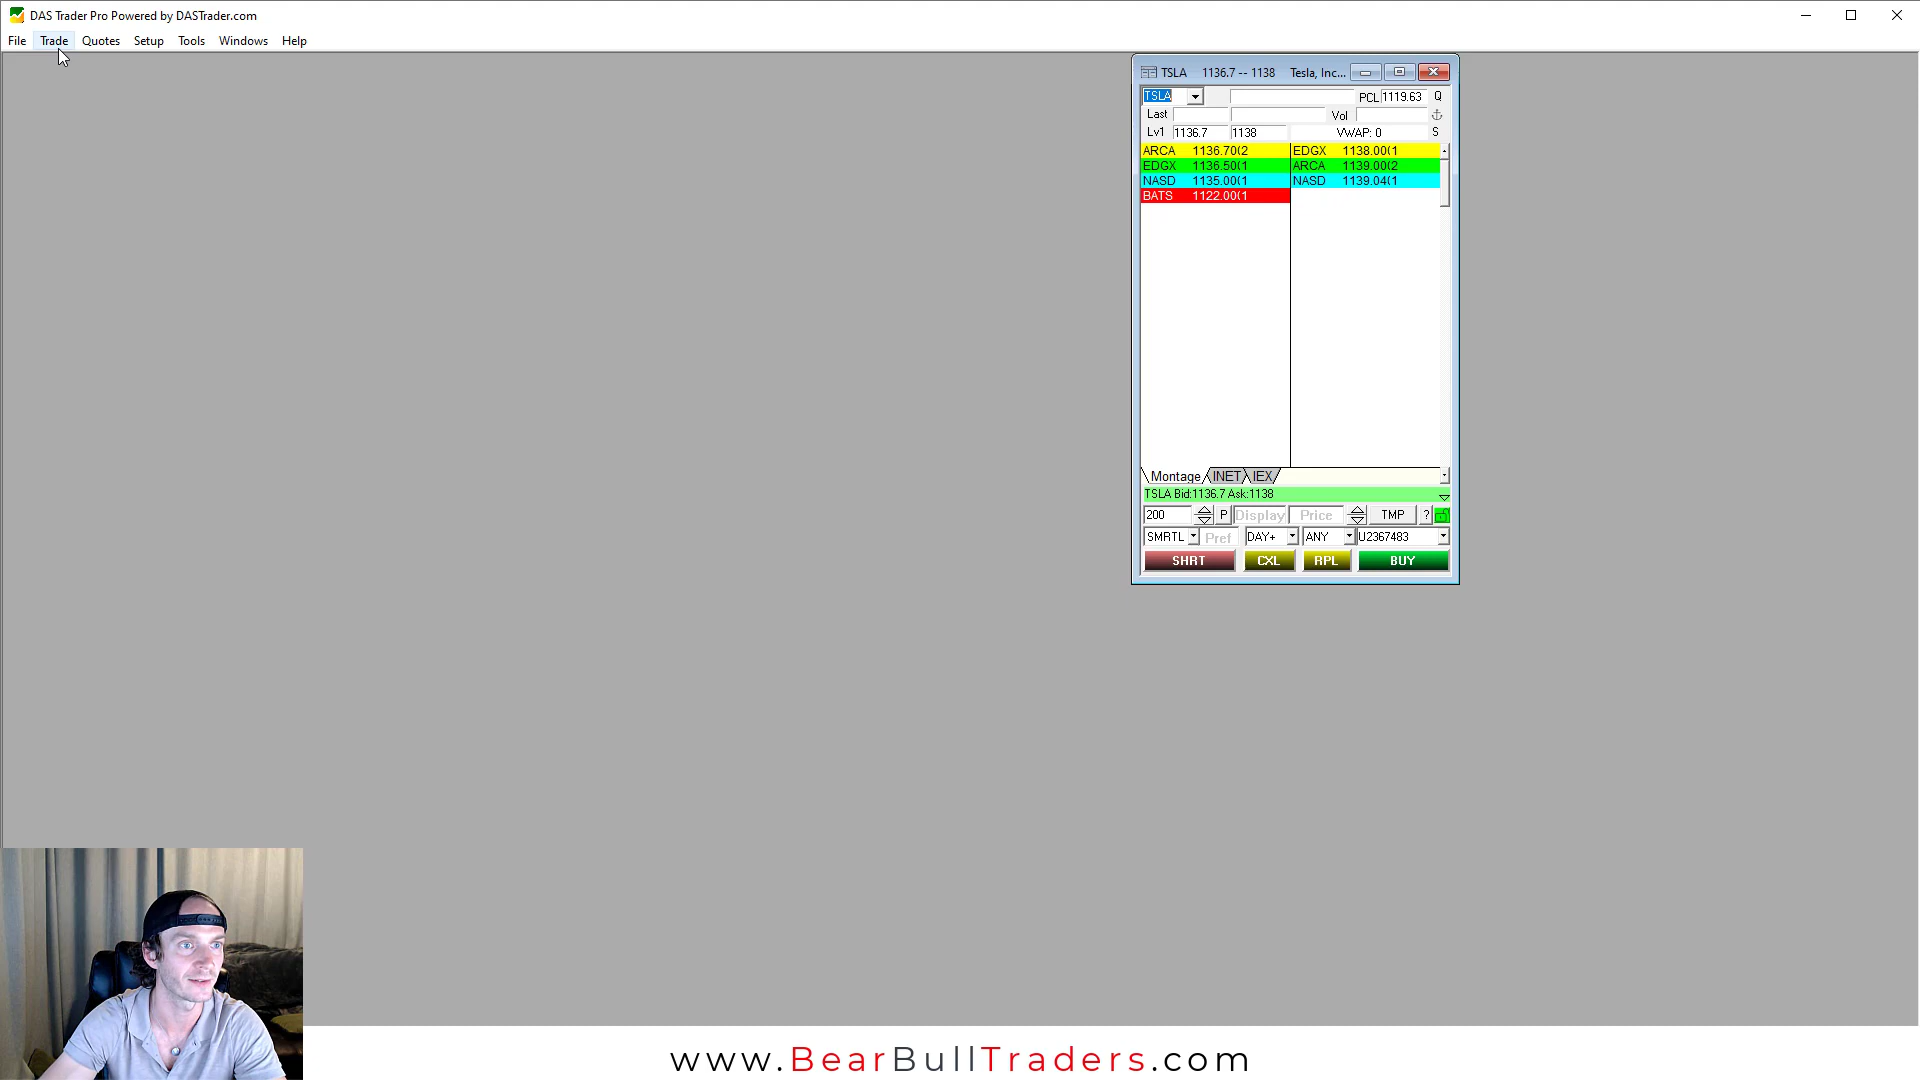 DAS Trader Pro Powered by DASTrader.com
File Trade Quotes Setup Tools Windows Help
TSLA 1136.7 -- 1138 Tesla, Inc...
TSLA PCL 1119.63 Q
Last Vol
Lv1 1136.7 1138 VWAP: 0 S
ARCA 1136.70(2 EDGX 1138.00(1
EDGX 1136.50(1 ARCA 1139.00(2
NASD 1135.00(1 NASD 1139.04(1
BATS 1122.00(1
Montage INET IEX
TSLA Bid:1136.7 Ask:1138
200 P Display Price TMP ?
SMRTL Pref DAY+ ANY U2367483
SHRT CXL RPL BUY
www.BearBullTraders.com